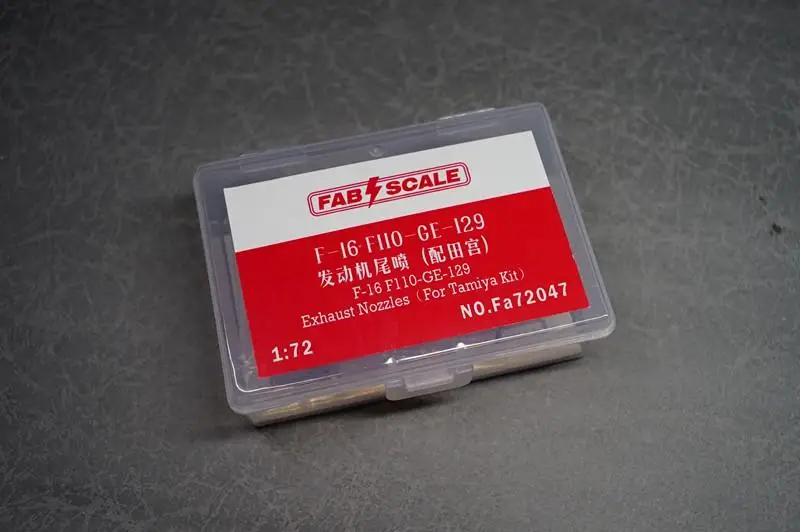 FAB SCALE
F-16 F110-GE-129
发动机尾喷（配田宫）
F-16 F110-GE-129
Exhaust Nozzles（For Tamiya Kit）
NO.Fa72047
1:72